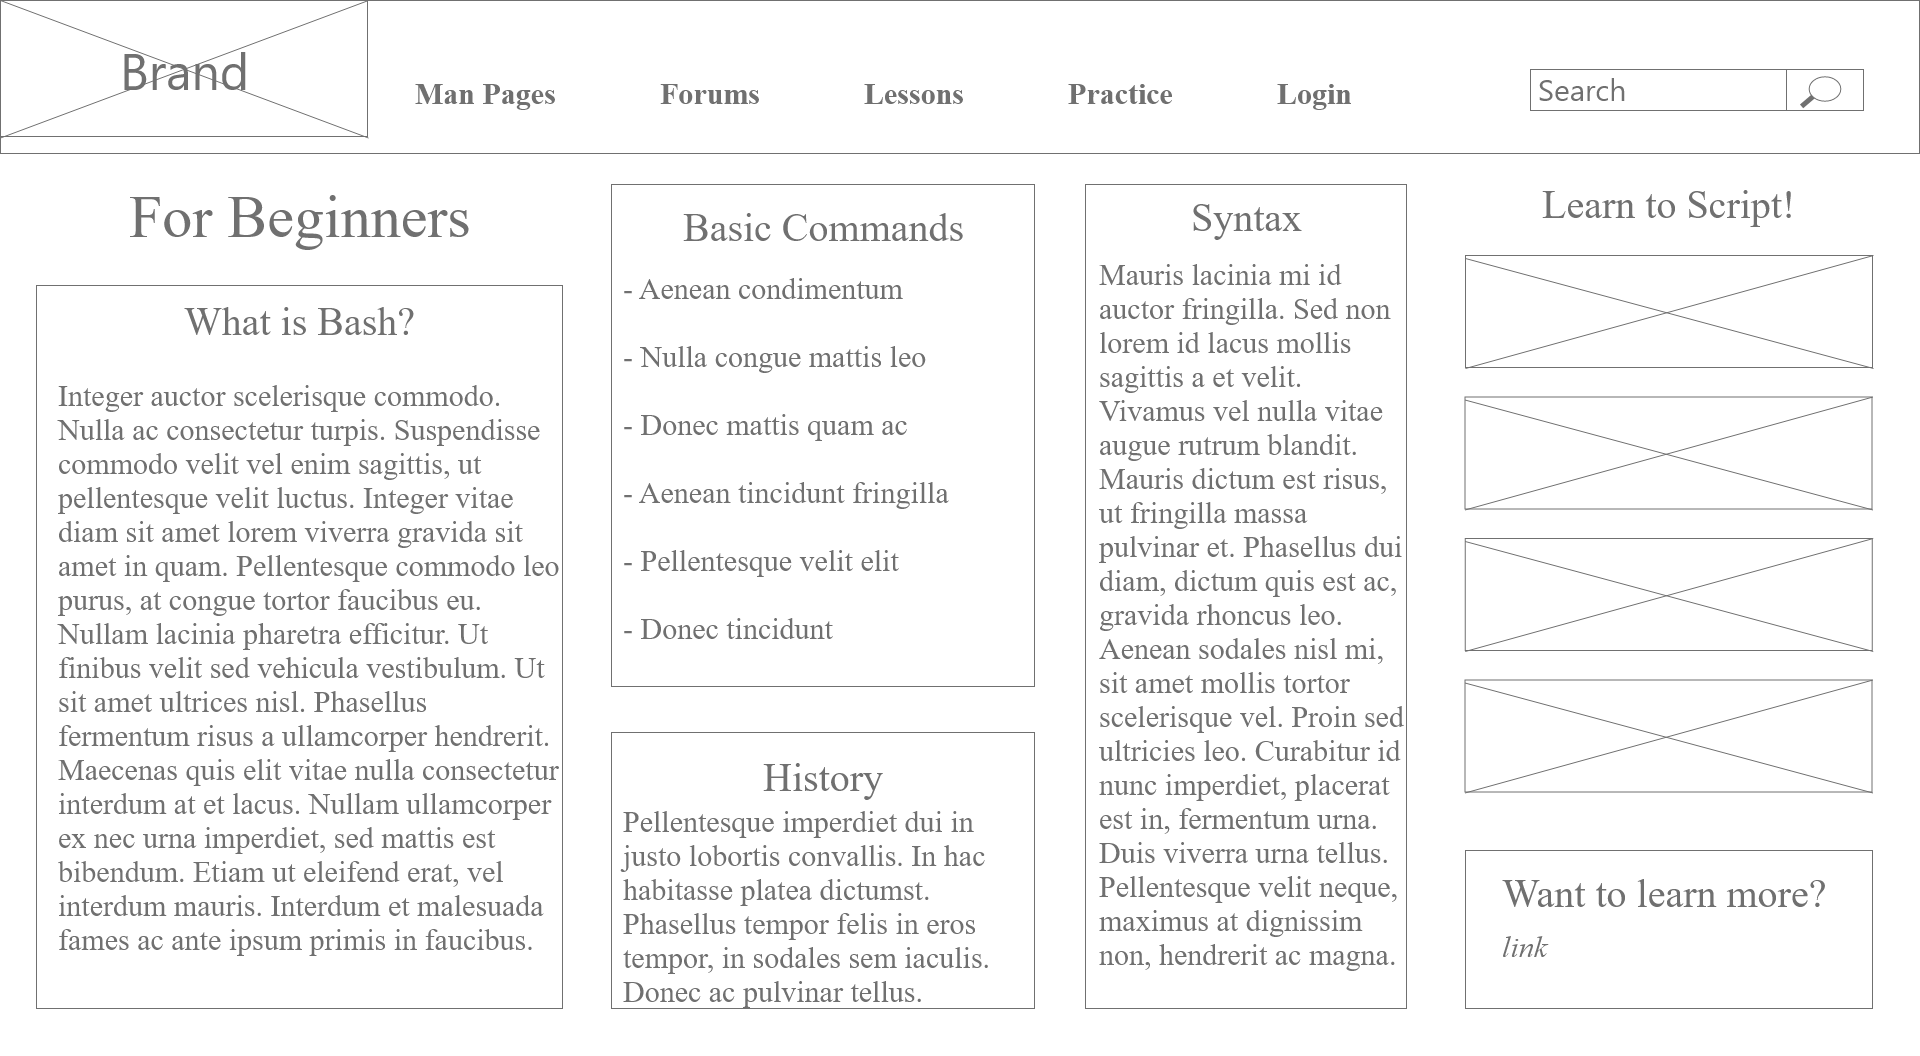 Brand
Man Pages
Forums
Lessons
Practice
Login
Search
For Beginners
What is Bash?
Integer auctor scelerisque commodo.
Nulla ac consectetur turpis. Suspendisse
commodo velit vel enim sagittis, ut
pellentesque velit luctus. Integer vitae
diam sit amet lorem viverra gravida sit
amet in quam. Pellentesque commodo leo
purus, at congue tortor faucibus eu.
Nullam lacinia pharetra efficitur. Ut
finibus velit sed vehicula vestibulum. Ut
sit amet ultrices nisl. Phasellus
fermentum risus a ullamcorper hendrerit.
Maecenas quis elit vitae nulla consectetur
interdum at et lacus. Nullam ullamcorper
ex nec urna imperdiet, sed mattis est
bibendum. Etiam ut eleifend erat, vel
interdum mauris. Interdum et malesuada
fames ac ante ipsum primis in faucibus.
Basic Commands
- Aenean condimentum
- Nulla congue mattis leo
- Donec mattis quam ac
- Aenean tincidunt fringilla
- Pellentesque velit elit
- Donec tincidunt
History
Pellentesque imperdiet dui in
justo lobortis convallis. In hac
habitasse platea dictumst.
Phasellus tempor felis in eros
tempor, in sodales sem iaculis.
Donec ac pulvinar tellus.
Syntax
Mauris lacinia mi id
auctor fringilla. Sed non
lorem id lacus mollis
sagittis a et velit.
Vivamus vel nulla vitae
augue rutrum blandit.
Mauris dictum est risus,
ut fringilla massa
pulvinar et. Phasellus dui
diam, dictum quis est ac,
gravida rhoncus leo.
Aenean sodales nisl mi,
sit amet mollis tortor
scelerisque vel. Proin sed
ultricies leo. Curabitur id
nunc imperdiet, placerat
est in, fermentum urna.
Duis viverra urna tellus.
Pellentesque velit neque,
maximus at dignissim
non, hendrerit ac magna.
Learn to Script!
Want to learn more?
link